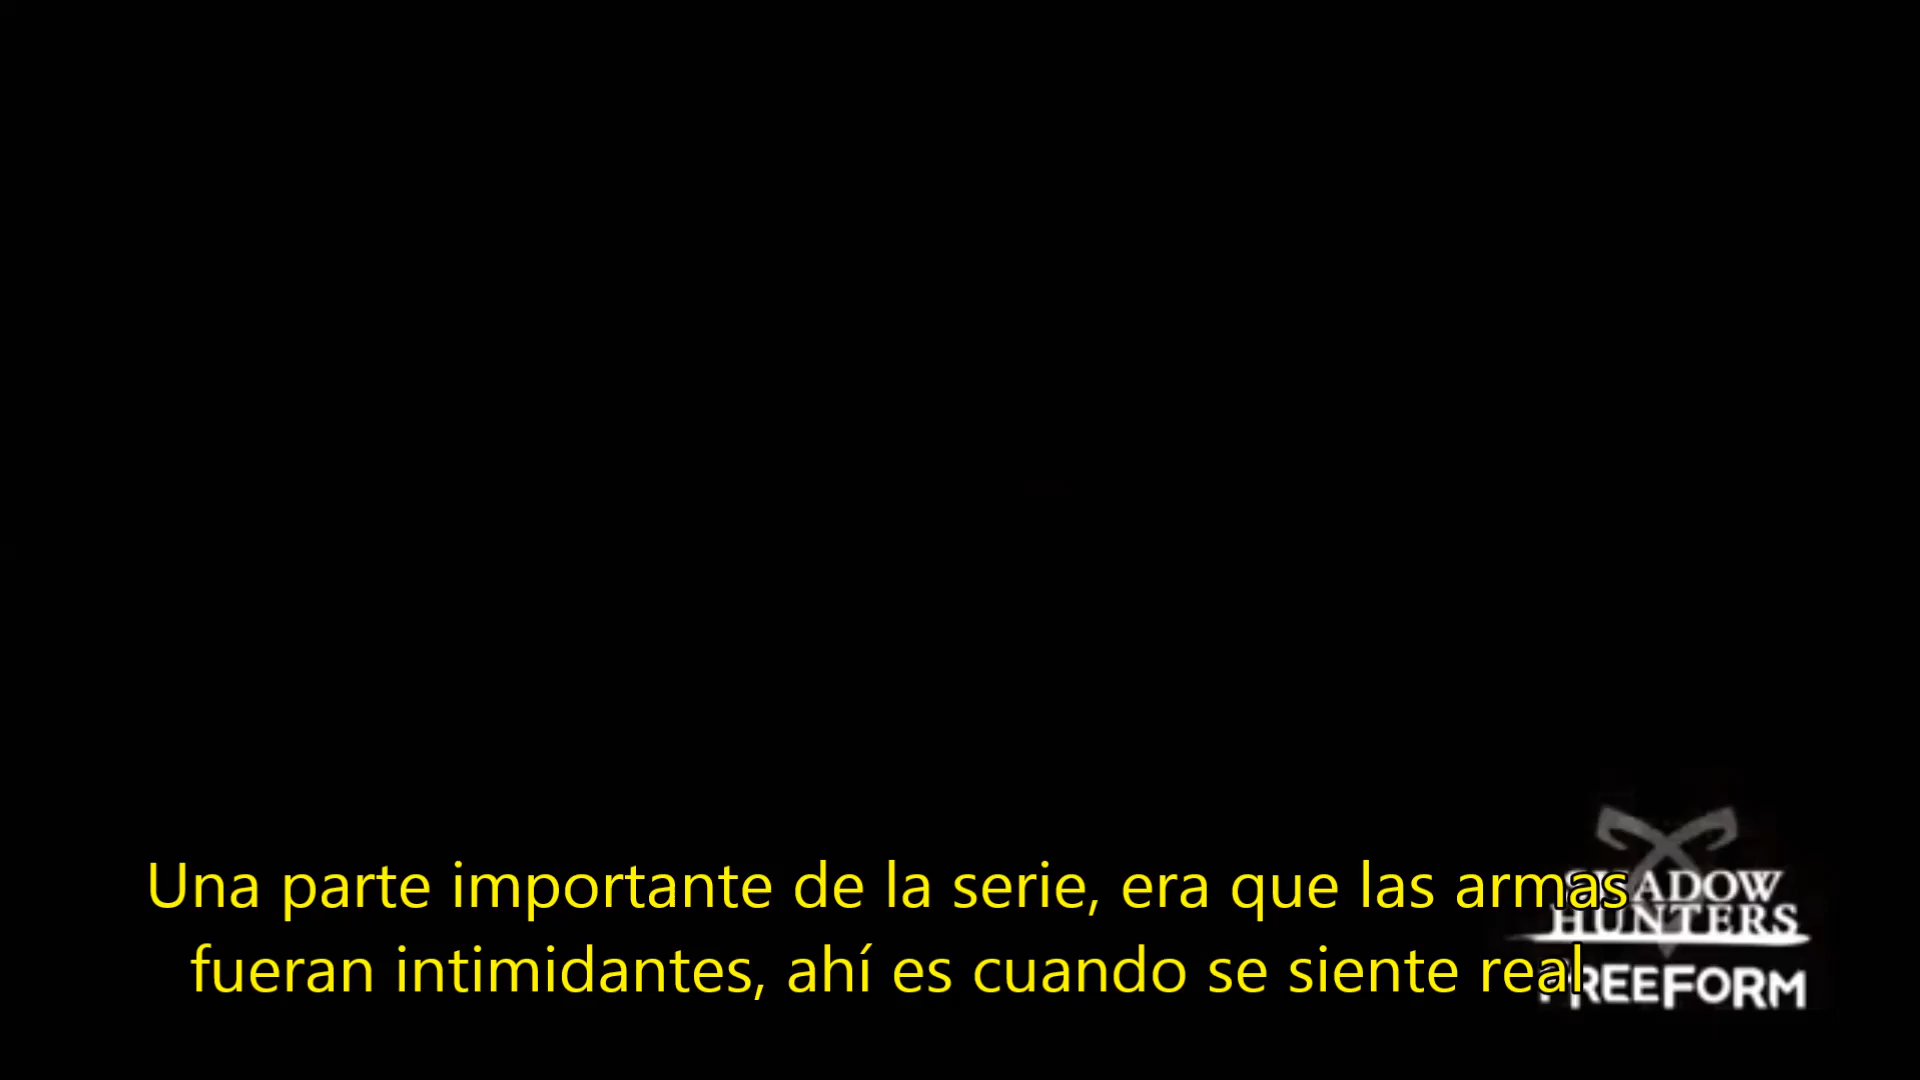 Una parte importante de la serie, era que las armas
fueran intimidantes, ahí es cuando se siente real
SHADOW
HUNTERS
FREEFORM